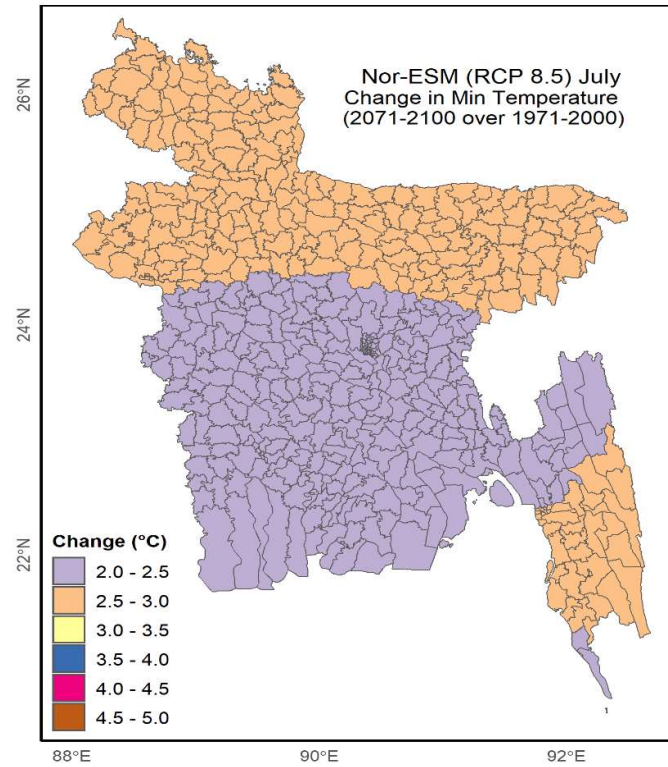 Nor-ESM (RCP 8.5) July
Change in Min Temperature
(2071-2100 over 1971-2000)
26°N
24°N
22°N
Change (°C)
2.0 - 2.5
2.5 - 3.0
3.0 - 3.5
3.5 - 4.0
4.0 - 4.5
4.5 - 5.0
1
88°E
90°E
92°E